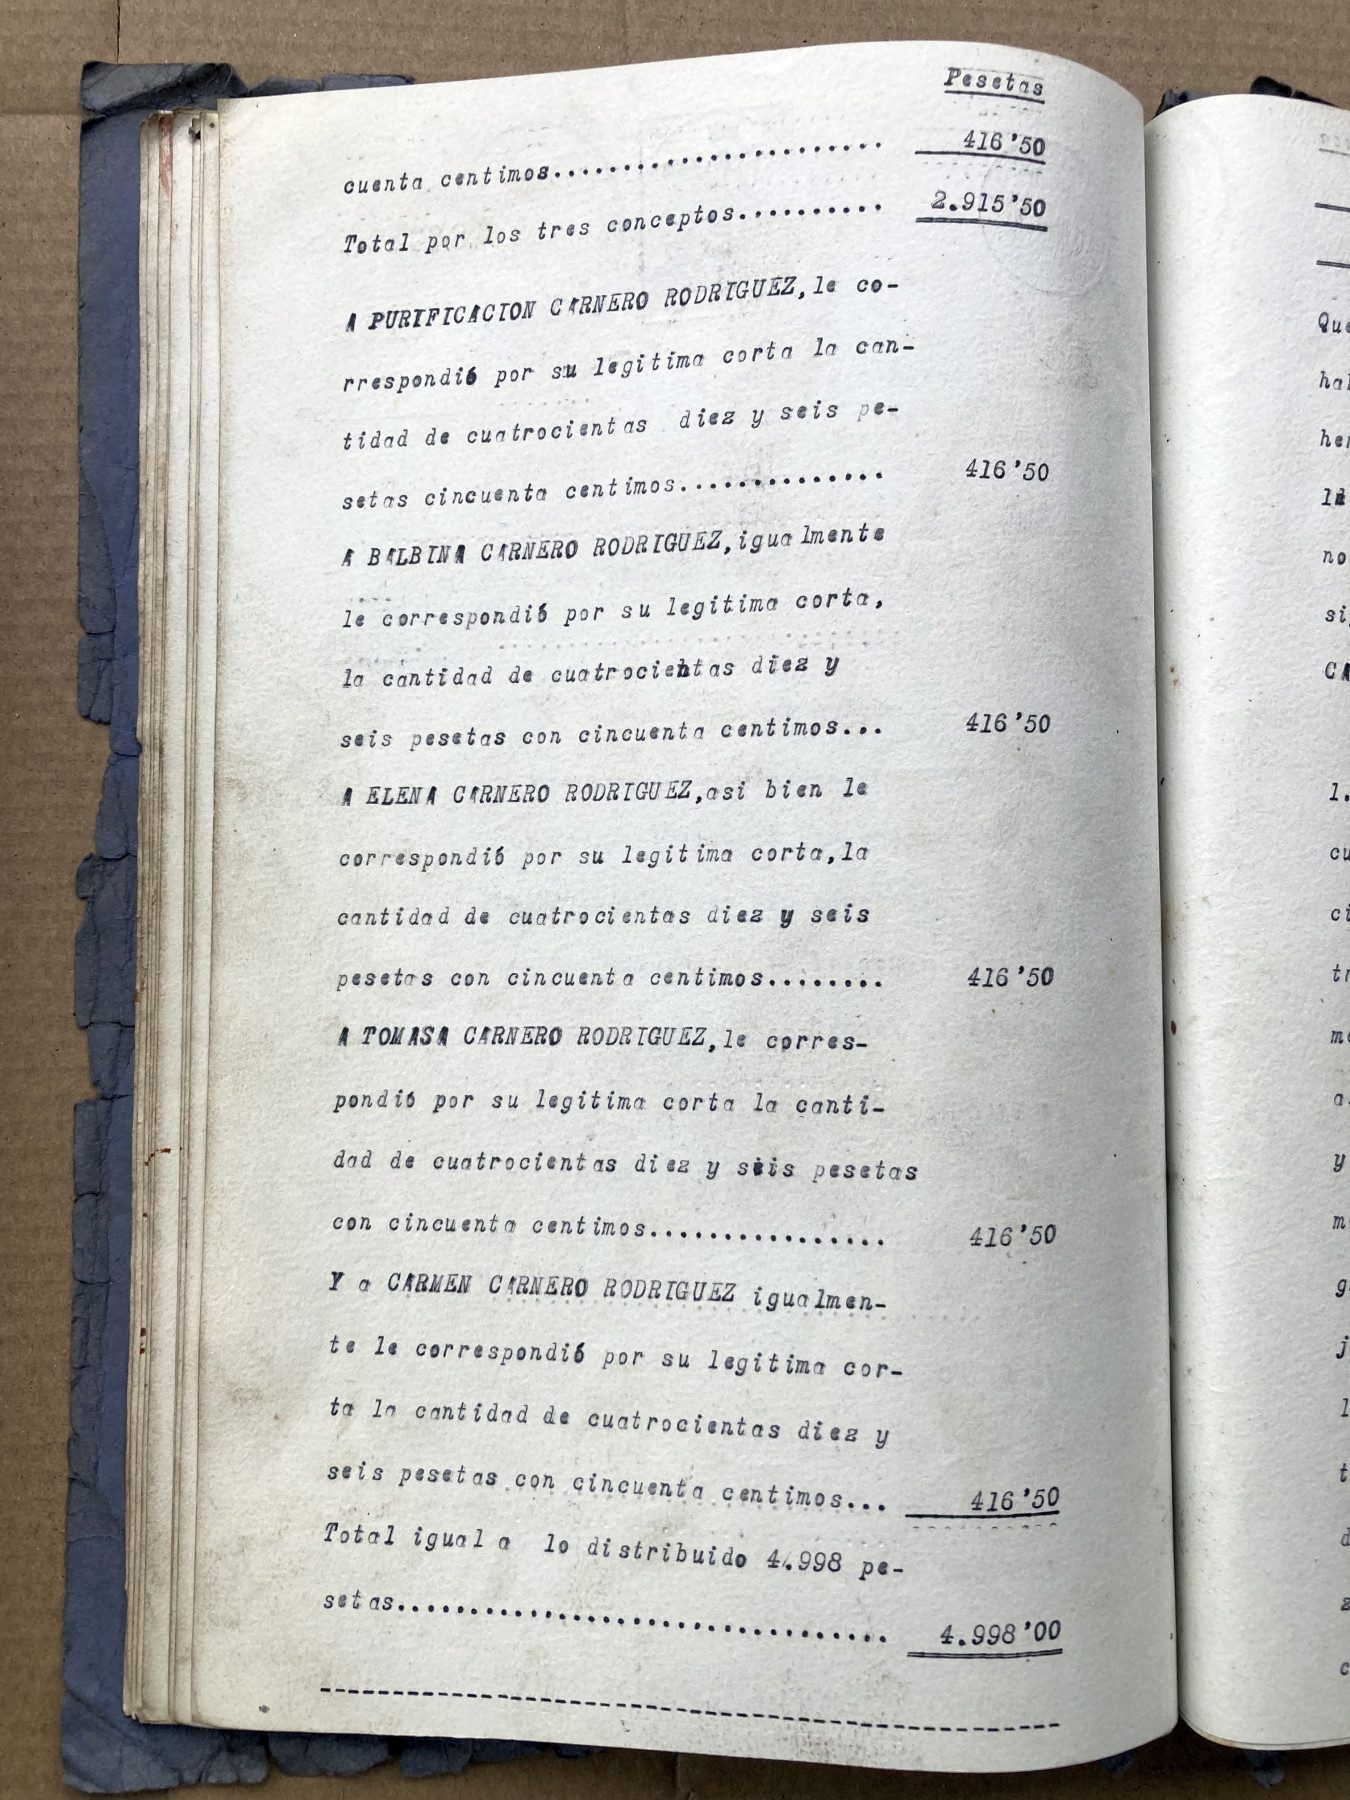 Pesetas
cuenta centimos....................... 416'50
Total por los tres conceptos.......... 2.915'50
A PURIFICACION CARNERO RODRIGUEZ,le co-
rrespondió por su legitima corta la can-
tidad de cuatrocientas diez y seis pe-
setas cincuenta centimos.............. 416'50
A BALBINA CARNERO RODRIGUEZ,igualmente
le correspondió por su legitima corta,
la cantidad de cuatrocientas diez y
seis pesetas con cincuenta centimos... 416'50
A ELENA CARNERO RODRIGUEZ,asi bien le
correspondió por su legitima corta,la
cantidad de cuatrocientas diez y seis
pesetas con cincuenta centimos........ 416'50
A TOMASA CARNERO RODRIGUEZ,le corres-
pondió por su legitima corta la canti-
dad de cuatrocientas diez y seis pesetas
con cincuenta centimos................ 416'50
Y a CARMEN CARNERO RODRIGUEZ igualmen-
te le correspondió por su legitima cor-
ta la cantidad de cuatrocientas diez y
seis pesetas con cincuenta centimos... 416'50
Total igual a lo distribuido 4.998 pe-
setas.................................. 4.998'00